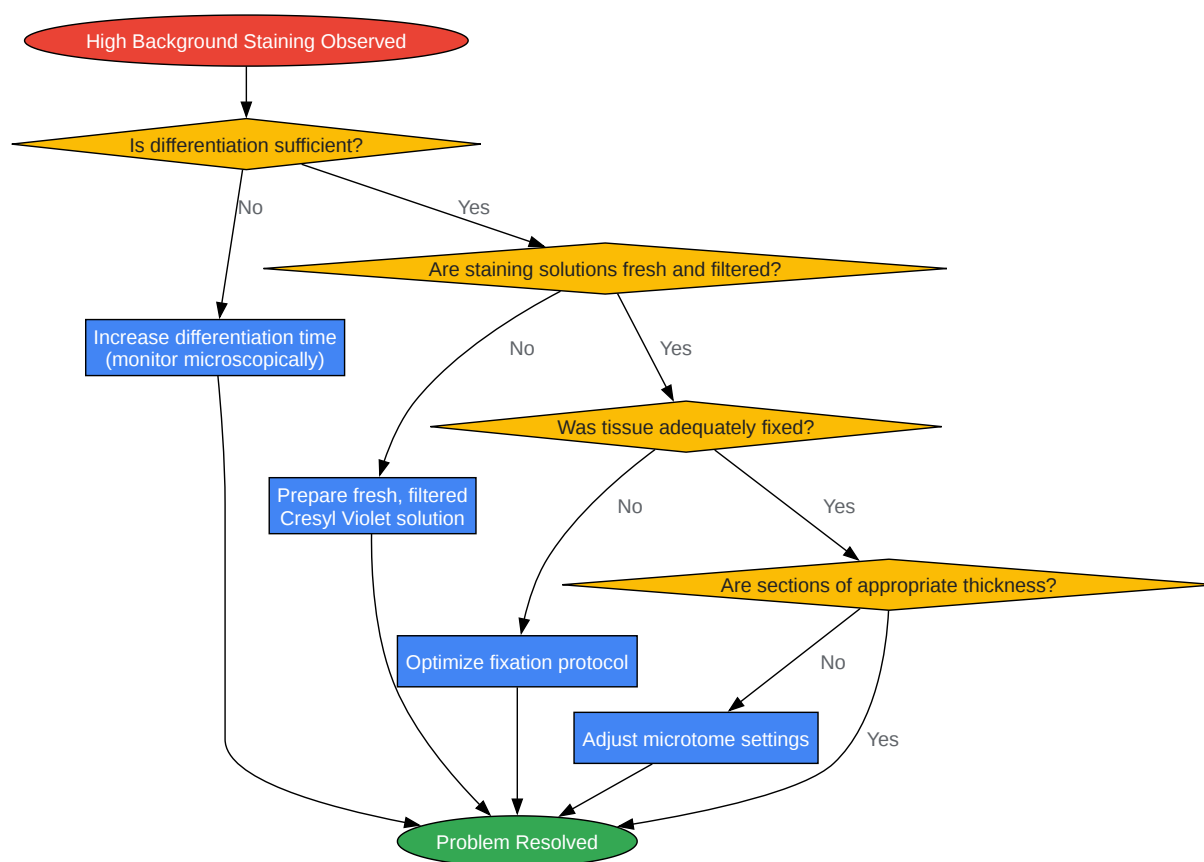 High Background Staining Observed
Is differentiation sufficient?
No
Yes
Are staining solutions fresh and filtered?
Increase differentiation time
(monitor microscopically)
No
Yes
Was tissue adequately fixed?
Prepare fresh, filtered
Cresyl Violet solution
No
Yes
Are sections of appropriate thickness?
Optimize fixation protocol
No
Adjust microtome settings
Yes
Problem Resolved